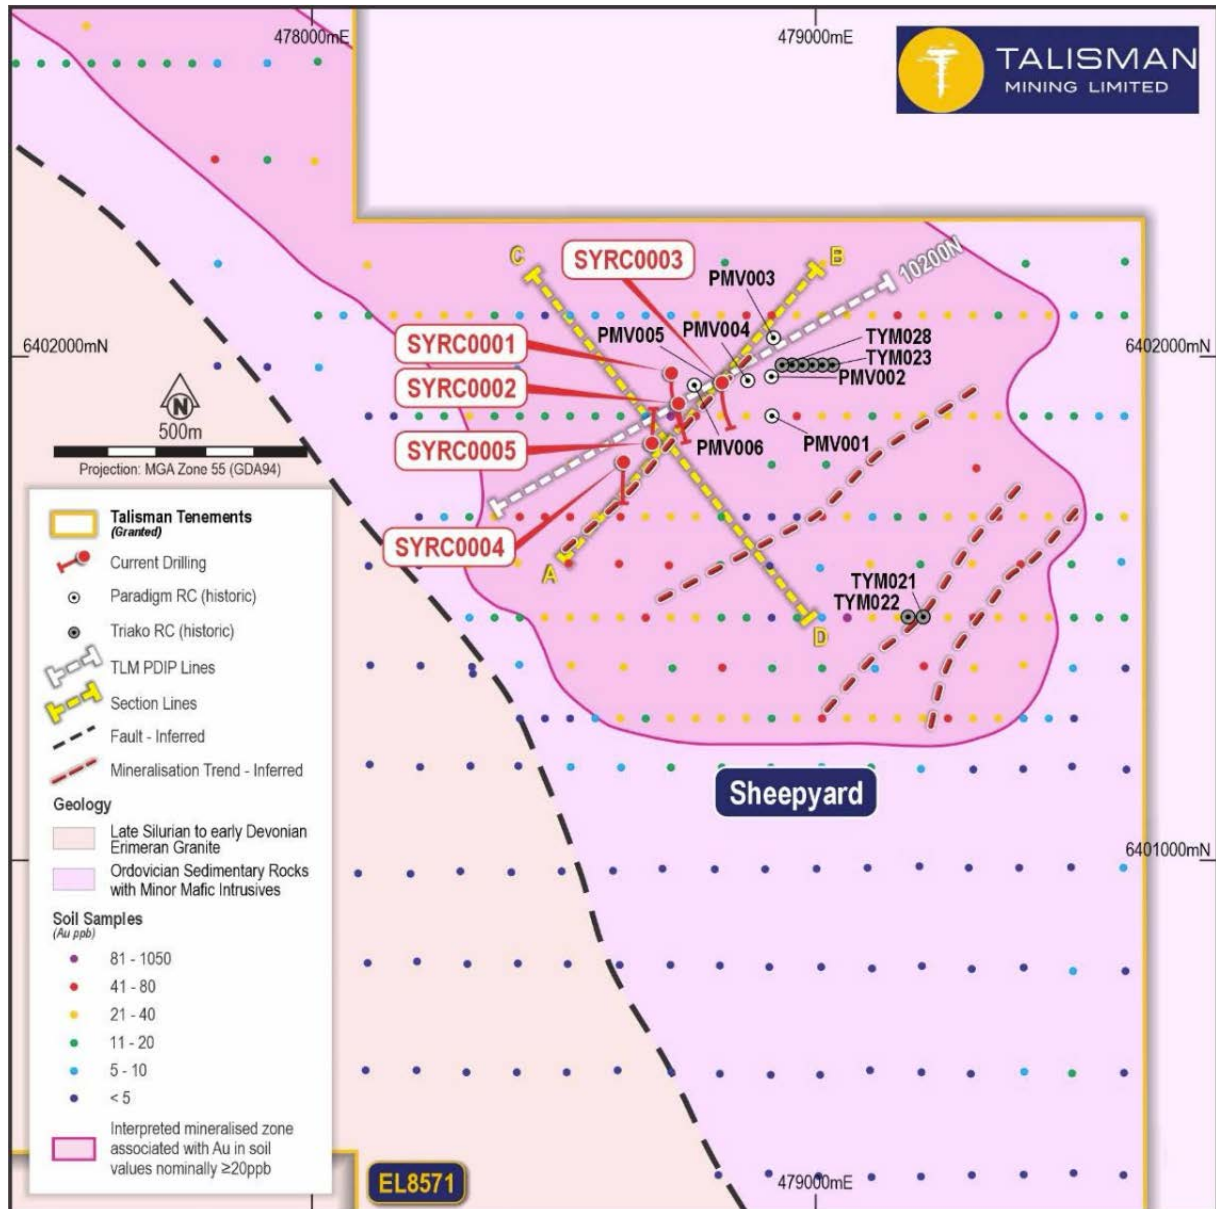 478000mE
479000mE
TALISMAN
MINING LIMITED
C
B
10200N
SYRC0003
PMV003
PMV005
PMV004
TYM028
TYM023
PMV002
SYRC0001
SYRC0002
SYRC0005
SYRC0004
PMV006
PMV001
6402000mN
6402000mN
N
500m
Projection: MGA Zone 55 (GDA94)
A
D
TYM021
TYM022
Talisman Tenements
(Granted)
Current Drilling
Paradigm RC (historic)
Triako RC (historic)
TLM PDIP Lines
Section Lines
Fault - Inferred
Mineralisation Trend - Inferred
Geology
Late Silurian to early Devonian
Erimeran Granite
Ordovician Sedimentary Rocks
with Minor Mafic Intrusives
Soil Samples
(Au ppb)
81 - 1050
41 - 80
21 - 40
11 - 20
5 - 10
< 5
Interpreted mineralised zone
associated with Au in soil
values nominally ≥20ppb
Sheepyard
6401000mN
EL8571
479000mE